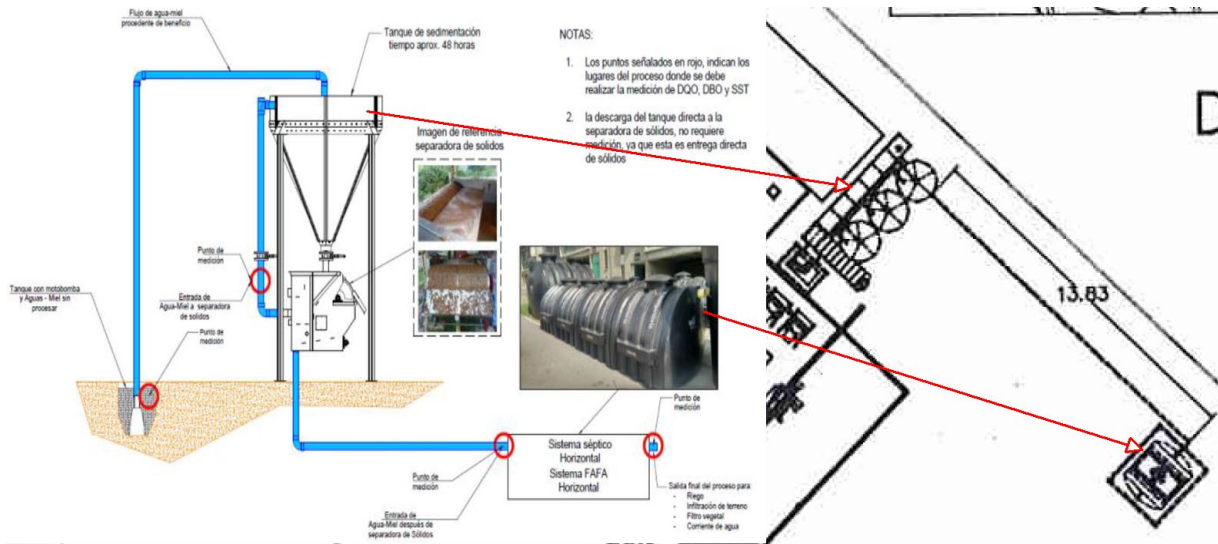 Flujo de agua-miel
procedente de beneficio
Tanque de sedimentación
tiempo aprox. 48 horas
NOTAS:
1. Los puntos señalados en rojo, indican los
lugares del proceso donde se debe
realizar la medición de DQO, DBO y SST
2. la descarga del tanque directa a la
separadora de sólidos, no requiere
medición, ya que esta es entrega directa
de sólidos
Imagen de referencia
separadora de solidos
Punto de
medición
Entrada de
Agua-Miel a separadora
de solidos
Tanque con motobomba
y Aguas - Miel sin
procesar
Punto de
medición
Punto de
medición
Sistema séptico
Horizontal
Sistema FAFA
Horizontal
Punto de
medición
Entrada de
Agua-Miel después de
separadora de Sólidos
Salida final del proceso para:
- Riego
- Infiltración de terreno
- Filtro vegetal
- Corriente de agua
13.83